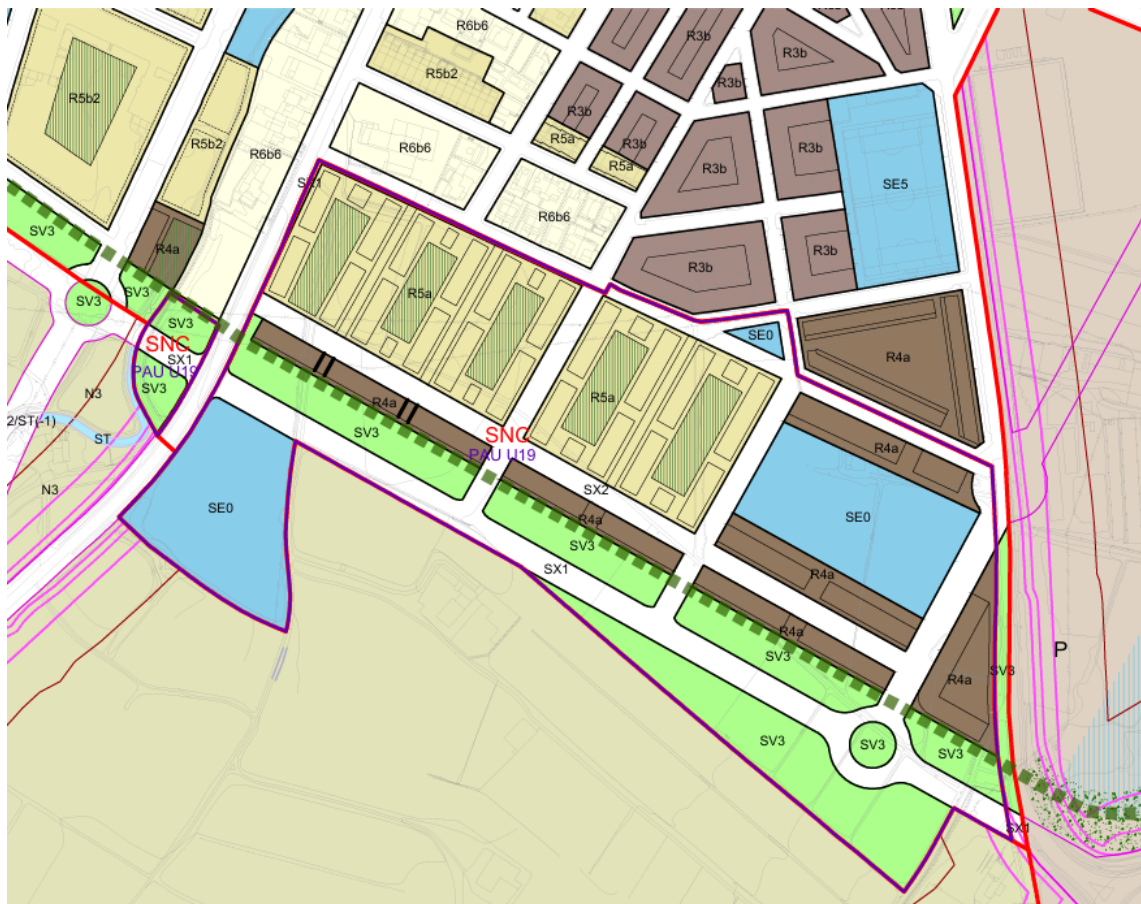 R6b6
R3b
R5b2
R3b
R5b2
R3b
R3b
R5b2
R6b6
R6b6
R5a
R3b
R3b
R3b
R5a
SE5
SX1
R6b6
SV3
R4a
R3b
R3b
SV3
SV3
R5a
SV3
SE0
SNC
SX1
R4a
PAU U19
SV3
N3
R5a
R4a
2/ST(-1)
ST
SV3
SNC
R4a
PAU U19
N3
SX2
SE0
SE0
R4a
SV3
SX1
R4a
R4a
SV3
P
SV3
R4a
SV3
SV3
SV3
SX1